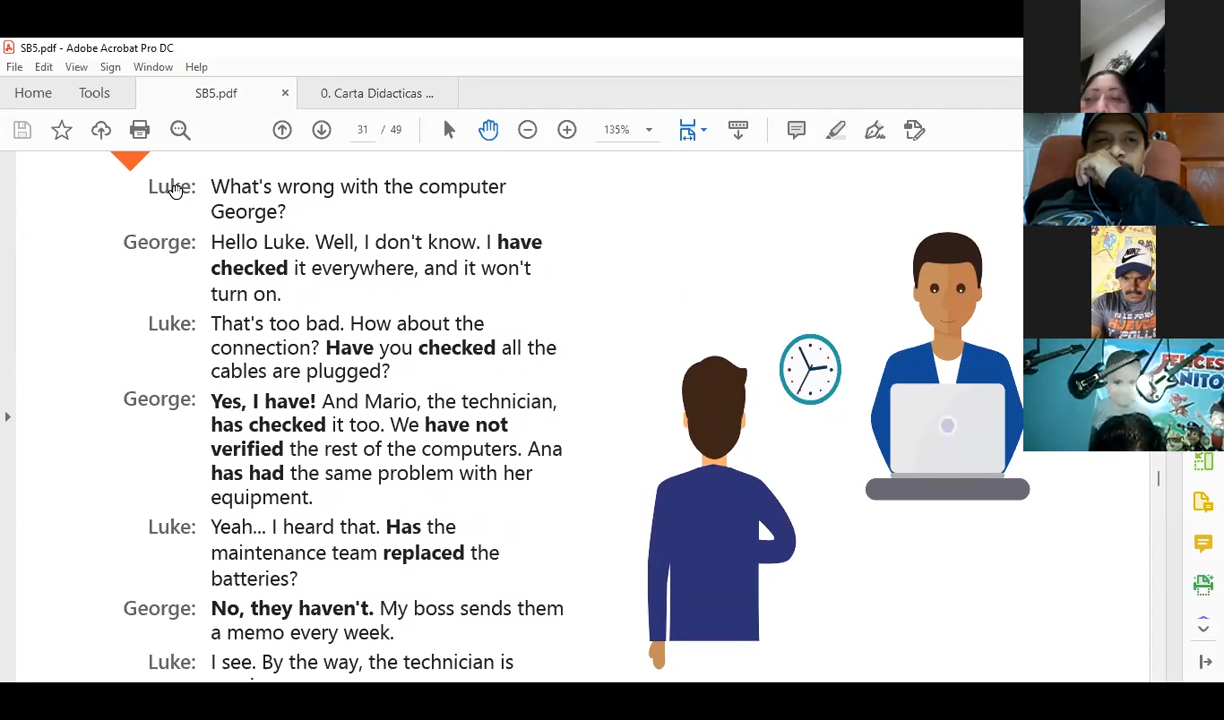 SB5.pdf - Adobe Acrobat Pro DC
File Edit View Sign Window Help
Home Tools SB5.pdf × 0. Carta Didacticas ...
31 / 49 135%
Luke: What's wrong with the computer
George?
George: Hello Luke. Well, I don't know. I have
checked it everywhere, and it won't
turn on.
Luke: That's too bad. How about the
connection? Have you checked all the
cables are plugged?
George: Yes, I have! And Mario, the technician,
has checked it too. We have not
verified the rest of the computers. Ana
has had the same problem with her
equipment.
Luke: Yeah... I heard that. Has the
maintenance team replaced the
batteries?
George: No, they haven't. My boss sends them
a memo every week.
Luke: I see. By the way, the technician is
NIKE
HUEVOS
FELICES